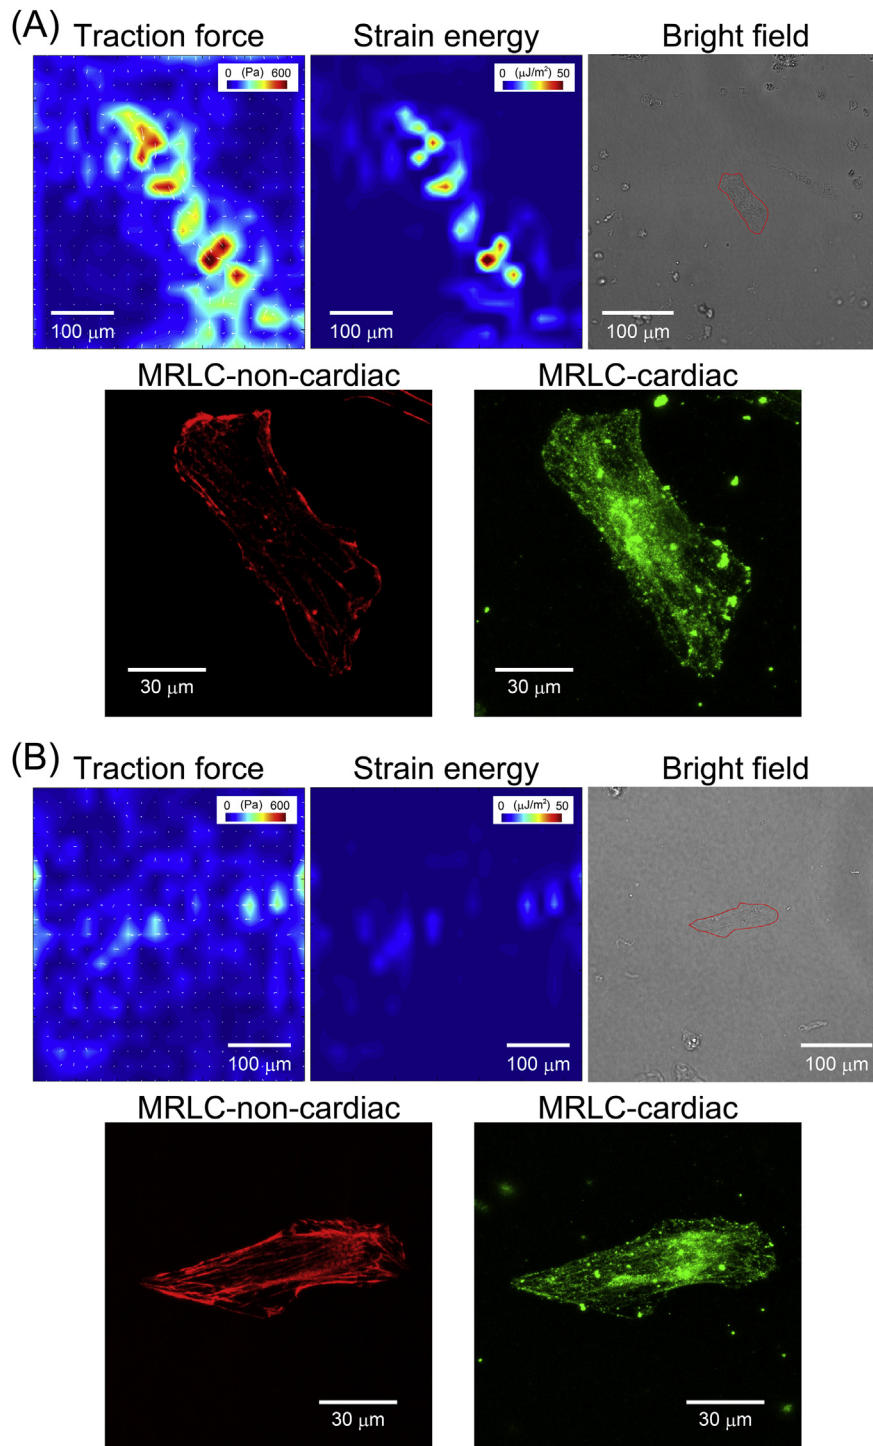 (A)
Traction force Strain energy Bright field
0 (Pa) 600 0 (μJ/m²) 50
100 μm 100 μm 100 μm
MRLC-non-cardiac MRLC-cardiac
30 μm 30 μm
(B)
Traction force Strain energy Bright field
0 (Pa) 600 0 (μJ/m²) 50
100 μm 100 μm 100 μm
MRLC-non-cardiac MRLC-cardiac
30 μm 30 μm